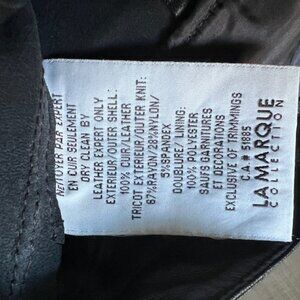 NETTOYER PAR EXPERT
EN CUIR SEULEMENT
DRY CLEAN BY
LEATHER EXPERT ONLY
EXTERIEUR/OUTER SHELL:
100% CUIR/LEATHER
TRICOT EXTERIEUR/OUTER KNIT:
67%RAYON/28%NYLON/
5%SPANDEX
DOUBLURE/ LINING:
100% POLYESTER
SAUFS GARNITURES
ET DECORATIONS
EXCLUSIVE OF TRIMMINGS
C.A.# 51885
LA MARQUE
COLLECTION